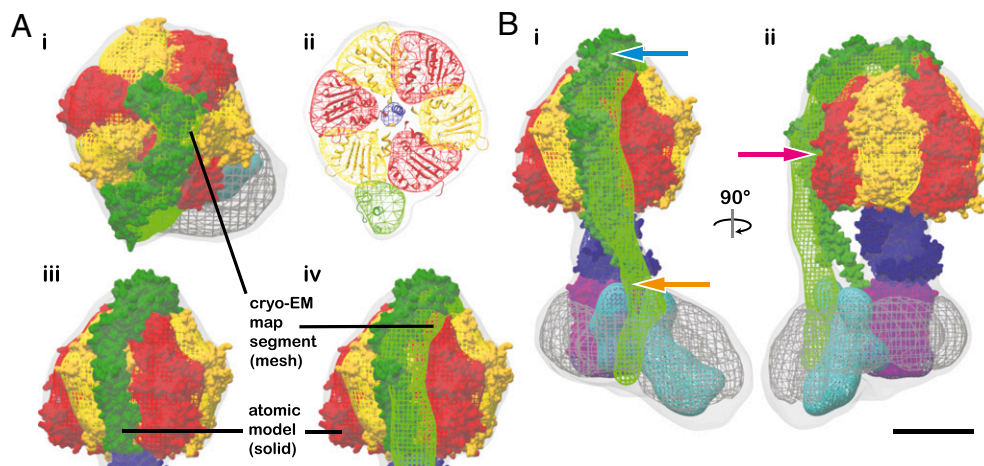 A
i
ii
B
i
ii
90°
iii
iv
cryo-EM
map
segment
(mesh)
atomic
model
(solid)